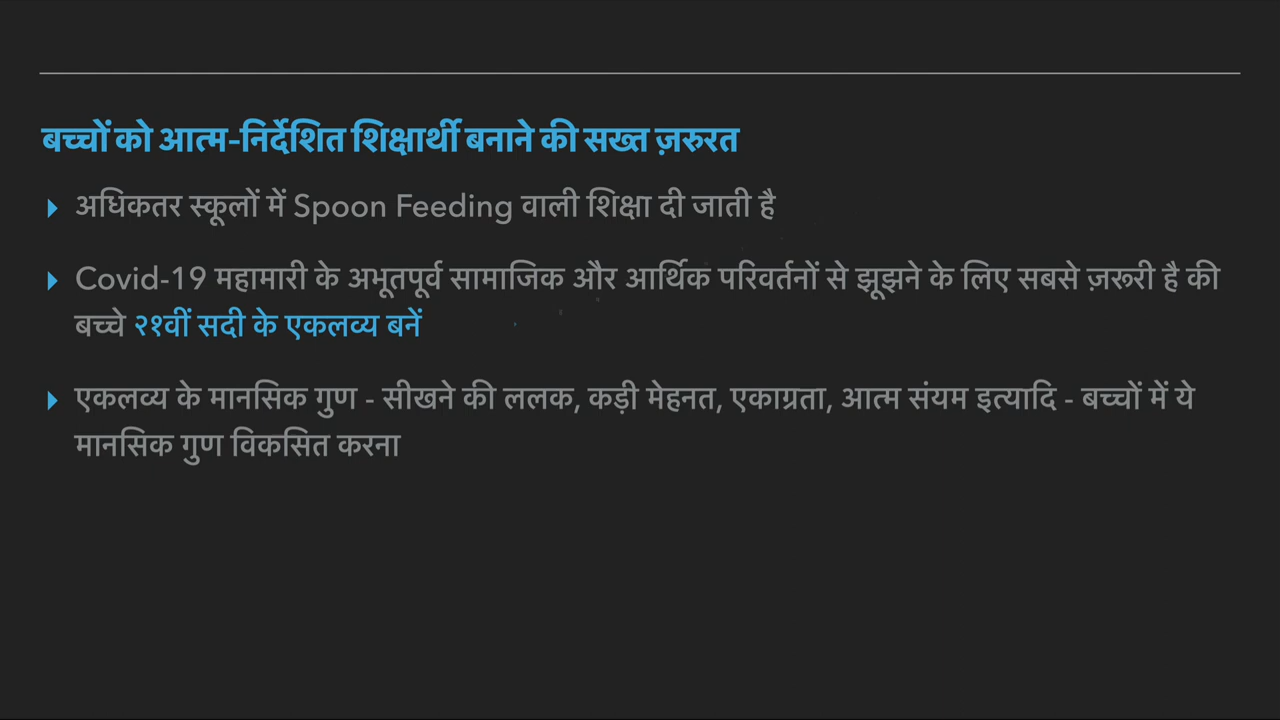 बच्चों को आत्म-निर्देशित शिक्षार्थी बनाने की सख्त ज़रुरत
अधिकतर स्कूलों में Spoon Feeding वाली शिक्षा दी जाती है
Covid-19 महामारी के अभूतपूर्व सामाजिक और आर्थिक परिवर्तनों से झूझने के लिए सबसे ज़रूरी है की
बच्चे २१वीं सदी के एकलव्य बनें
एकलव्य के मानसिक गुण - सीखने की ललक, कड़ी मेहनत, एकाग्रता, आत्म संयम इत्यादि - बच्चों में ये
मानसिक गुण विकसित करना